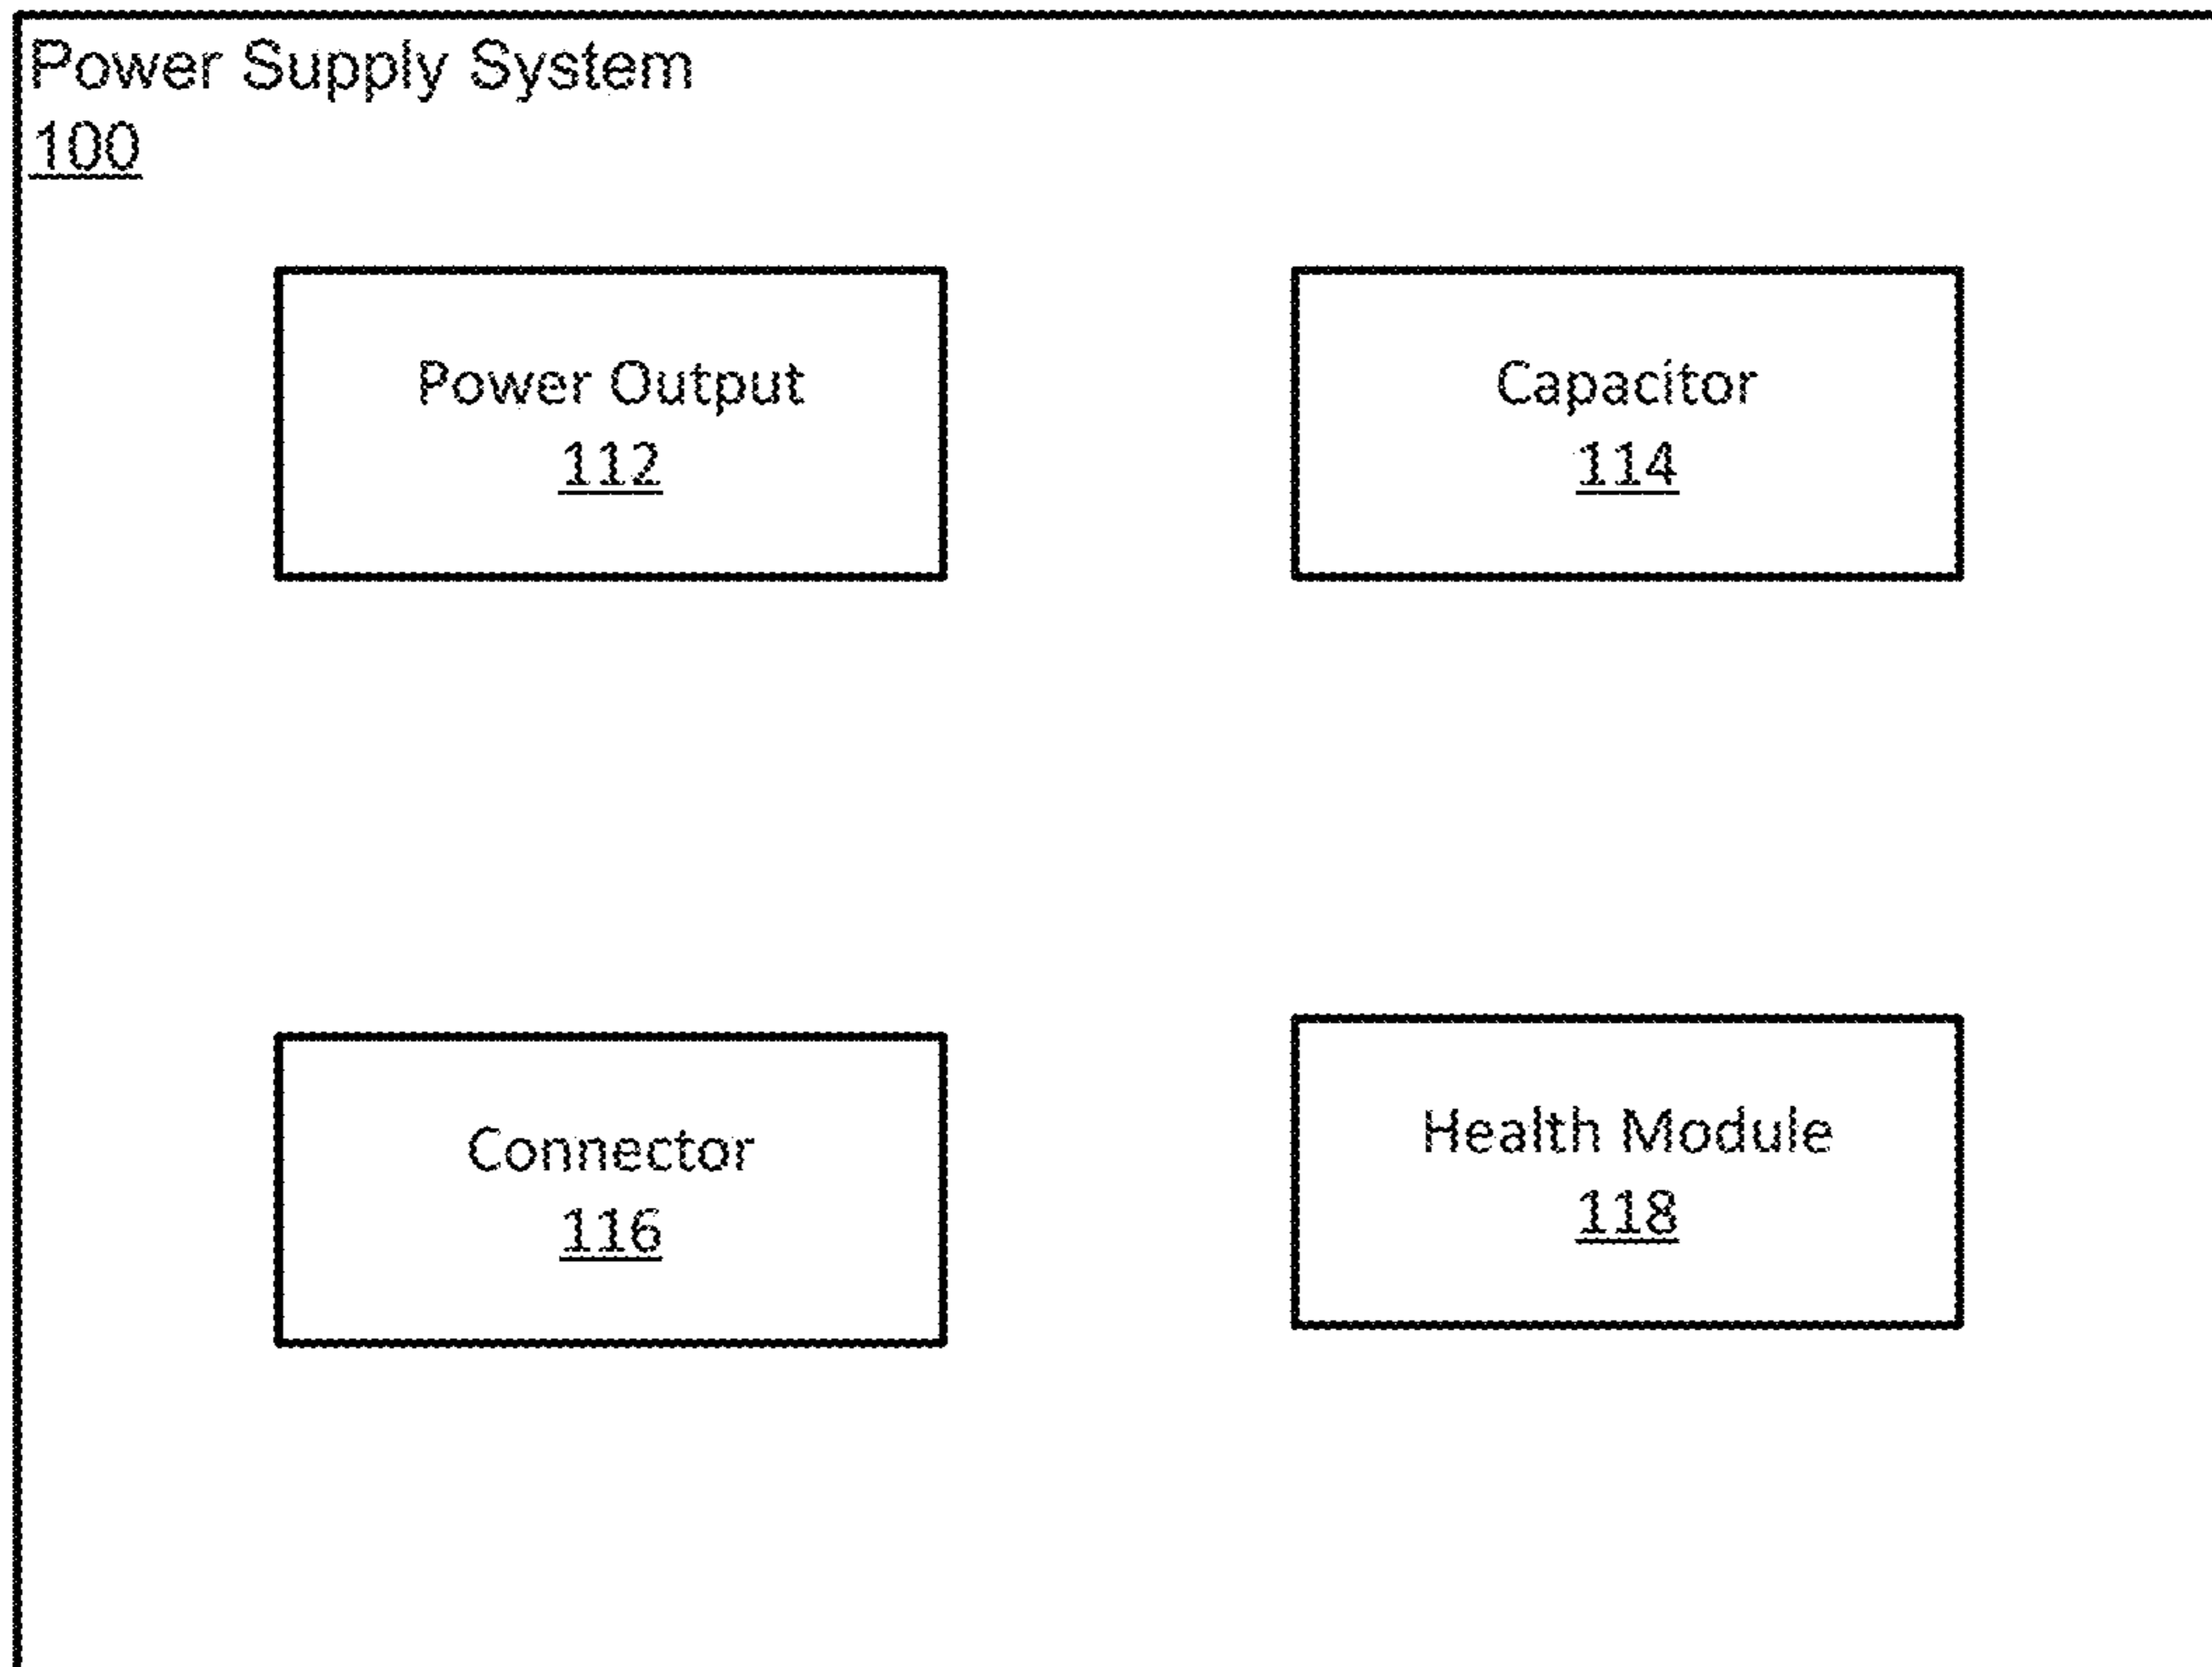 Power Supply System
100
Power Output
112
Capacitor
114
Connector
116
Health Module
118